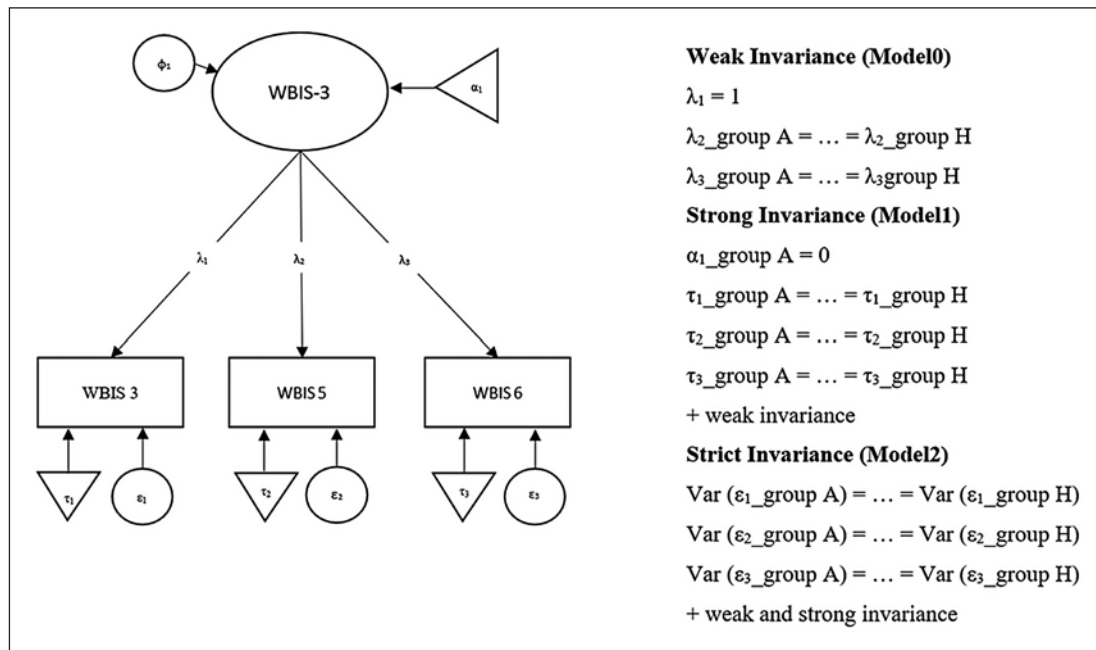 ϕ₁
WBIS-3
α₁
λ₁
λ₂
λ₃
WBIS 3
WBIS 5
WBIS 6
τ₁
ε₁
τ₂
ε₂
τ₃
ε₃
Weak Invariance (Model0)
λ₁ = 1
λ₂_group A = … = λ₂_group H
λ₃_group A = … = λ₃group H
Strong Invariance (Model1)
α₁_group A = 0
τ₁_group A = … = τ₁_group H
τ₂_group A = … = τ₂_group H
τ₃_group A = … = τ₃_group H
+ weak invariance
Strict Invariance (Model2)
Var (ε₁_group A) = … = Var (ε₁_group H)
Var (ε₂_group A) = … = Var (ε₂_group H)
Var (ε₃_group A) = … = Var (ε₃_group H)
+ weak and strong invariance